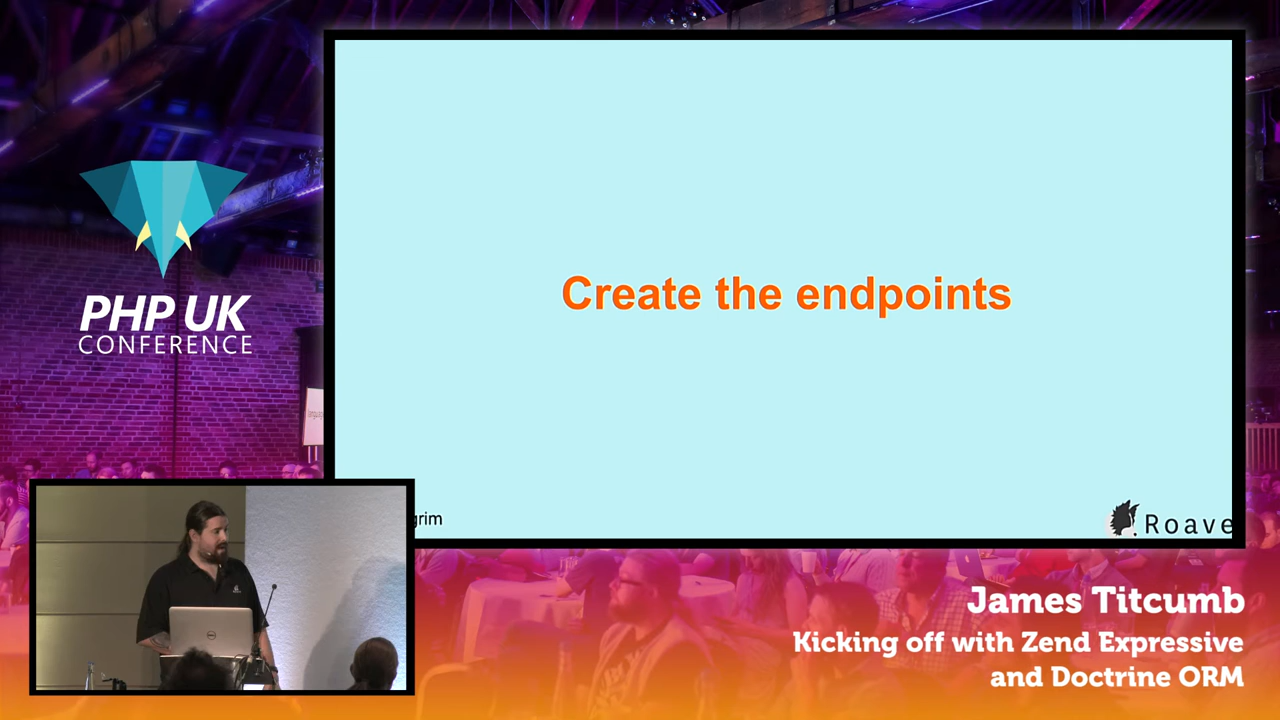 Create the endpoints
PHP UK
CONFERENCE
grim
Roave
James Titcumb
Kicking off with Zend Expressive
and Doctrine ORM